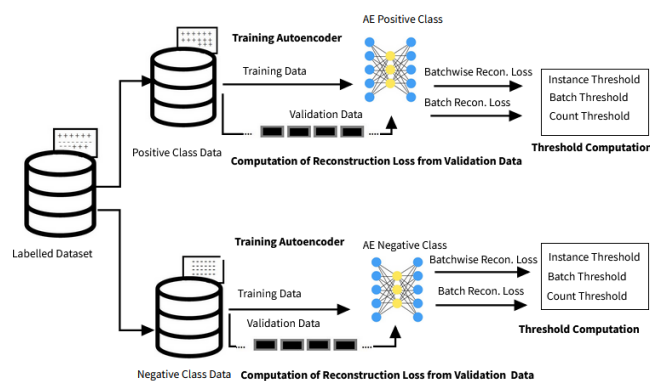 AE Positive Class
Training Autoencoder
Training Data
Batchwise Recon. Loss
Instance Threshold
Batch Threshold
Count Threshold
Batch Recon. Loss
Validation Data
Positive Class Data
Computation of Reconstruction Loss from Validation Data
Threshold Computation
Labelled Dataset
Training Autoencoder
AE Negative Class
Batchwise Recon. Loss
Instance Threshold
Batch Threshold
Count Threshold
Training Data
Batch Recon. Loss
Validation Data
Threshold Computation
Negative Class Data
Computation of Reconstruction Loss from Validation Data